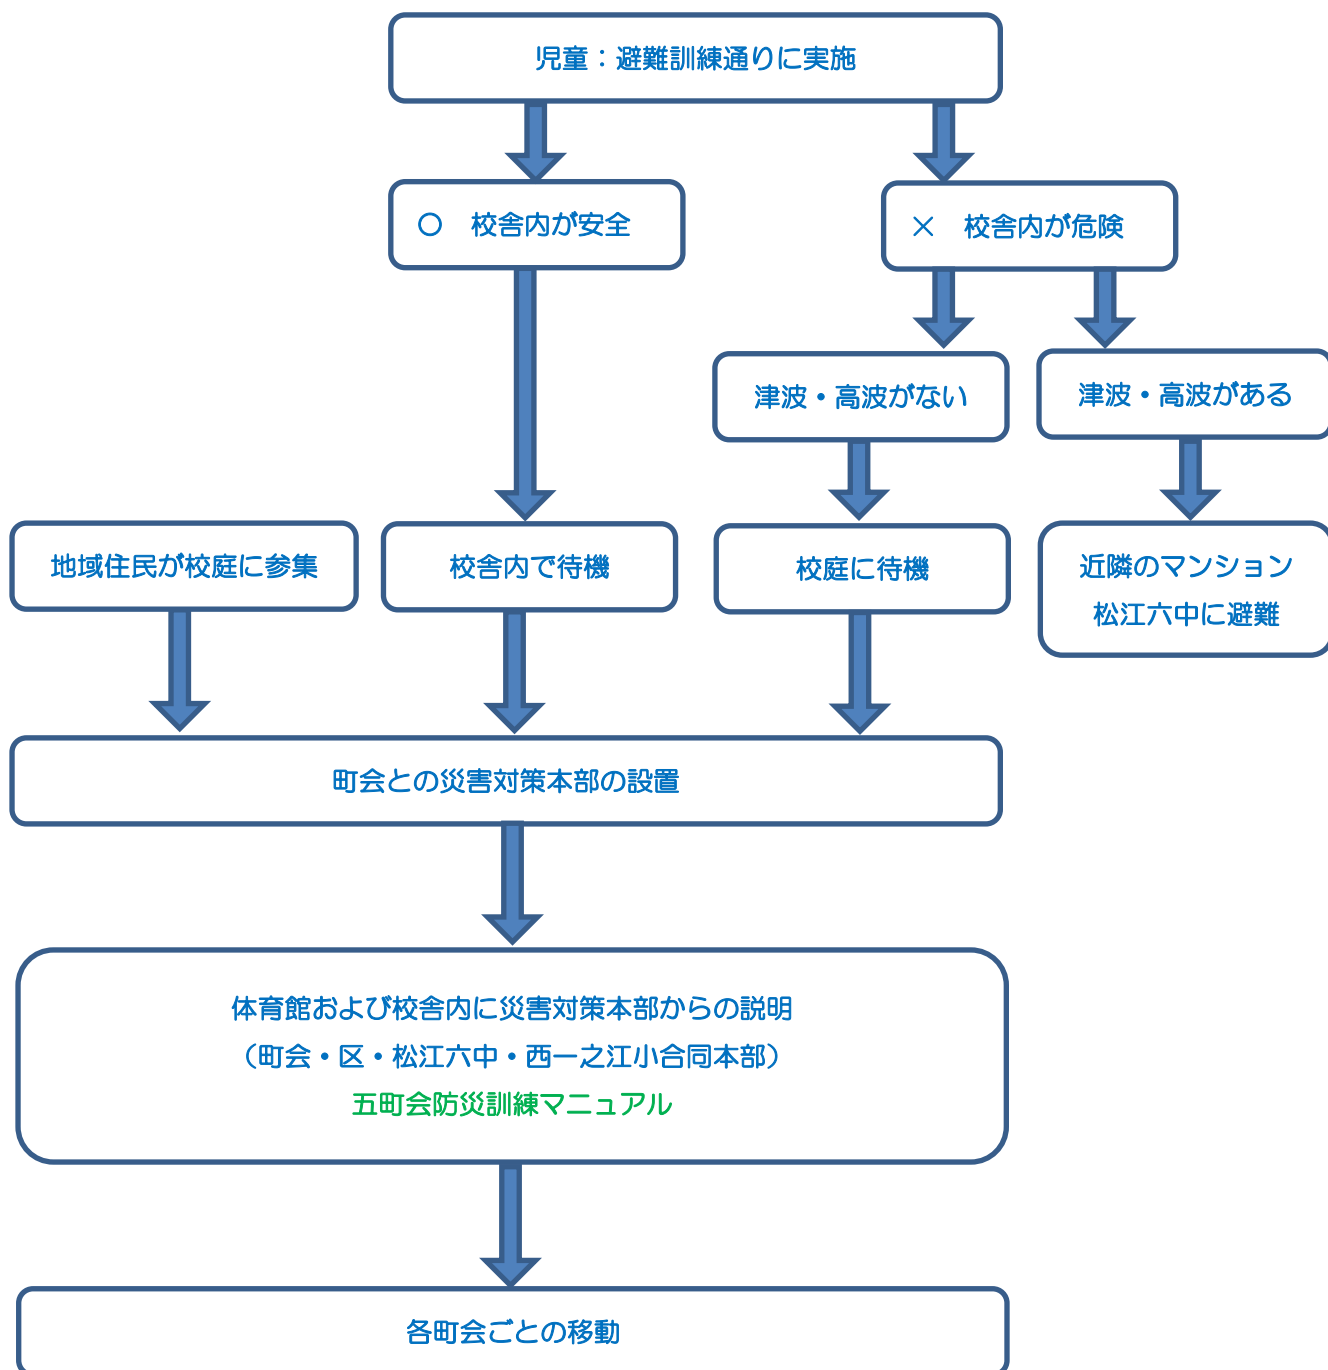 児童：避難訓練通りに実施
○　校舎内が安全
×　校舎内が危険
津波・高波がない
津波・高波がある
地域住民が校庭に参集
校舎内で待機
校庭に待機
近隣のマンション
松江六中に避難
町会との災害対策本部の設置
体育館および校舎内に災害対策本部からの説明
（町会・区・松江六中・西一之江小合同本部）
五町会防災訓練マニュアル
各町会ごとの移動